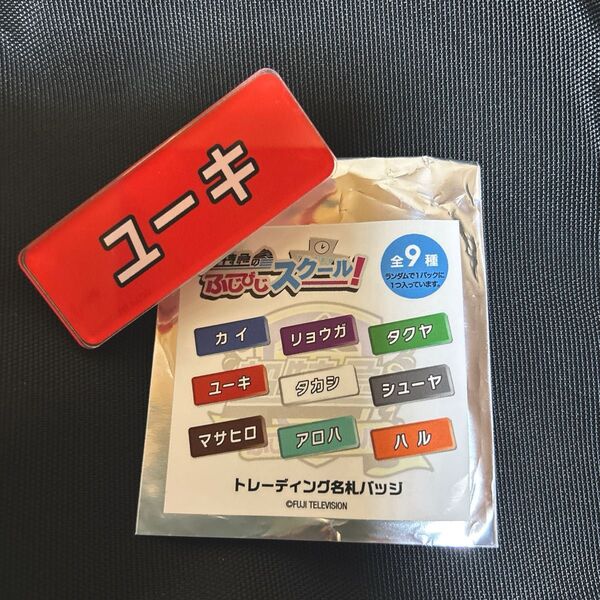 ユーキ
ふじびじ
スクール!
全9種
ランダムで1パックに
1つ入っています。
カイ
リョウガ
タクヤ
ユーキ
タカシ
シューヤ
マサヒロ
アロハ
ハル
トレーディング名札バッジ
©FUJI TELEVISION